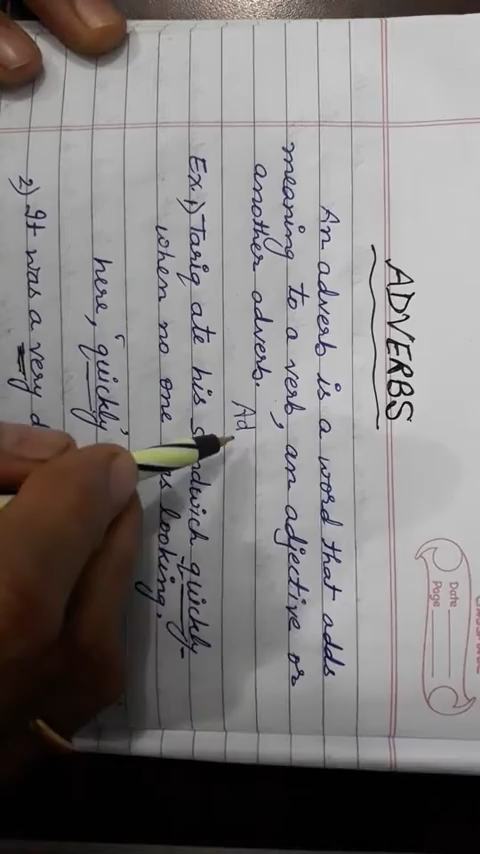 Date
Page
ADVERBS
An adverb is a word that adds
meaning to a verb, an adjective or
another adverb.
Ad
Ex. 1) Tariq ate his sandwich quickly
when no one looking.
here, "quickly"
2) It was a very